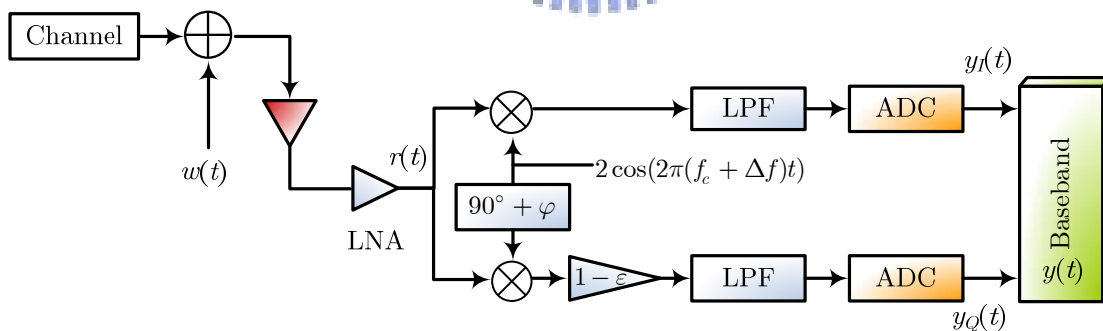 Channel
w(t)
r(t)
LNA
2 cos(2π(f_c + Δf)t)
90° + φ
1 − ε
LPF
ADC
y_I(t)
LPF
ADC
y_Q(t)
Baseband
y(t)